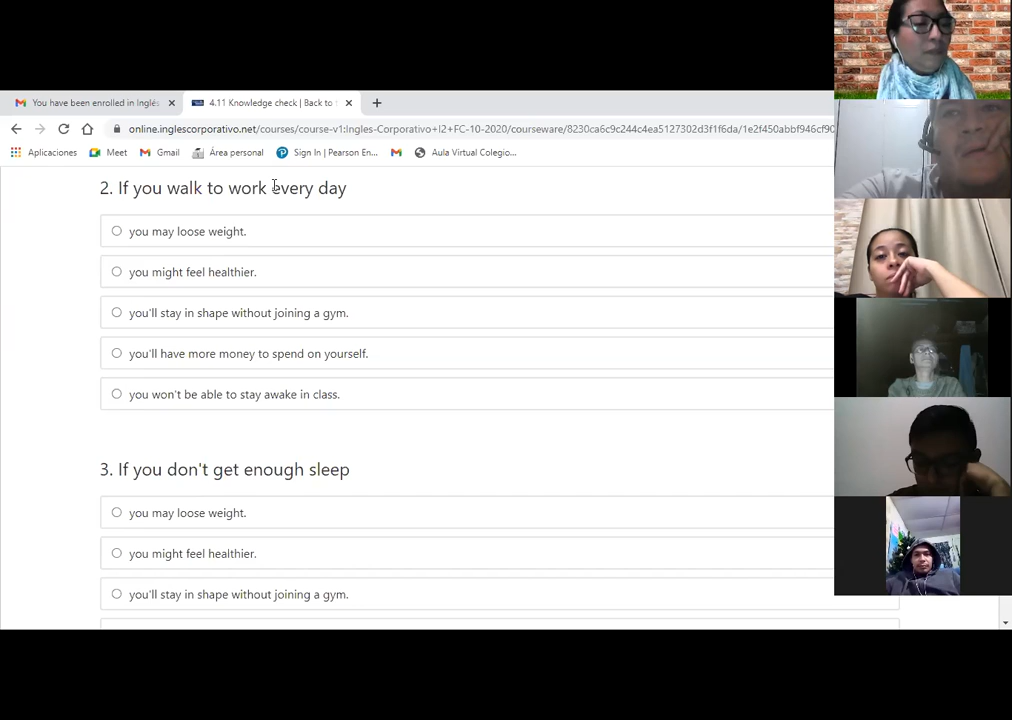 You have been enrolled in Inglés
4.11 Knowledge check | Back to
online.inglescorporativo.net/courses/course-v1:Ingles-Corporativo+I2+FC-10-2020/courseware/8230ca6c9c244c4ea5127302d3f1f6da/1e2f450abbf946cf90
Aplicaciones Meet Gmail Área personal Sign In | Pearson En... Aula Virtual Colegio...
2. If you walk to work every day
you may loose weight.
you might feel healthier.
you'll stay in shape without joining a gym.
you'll have more money to spend on yourself.
you won't be able to stay awake in class.
3. If you don't get enough sleep
you may loose weight.
you might feel healthier.
you'll stay in shape without joining a gym.